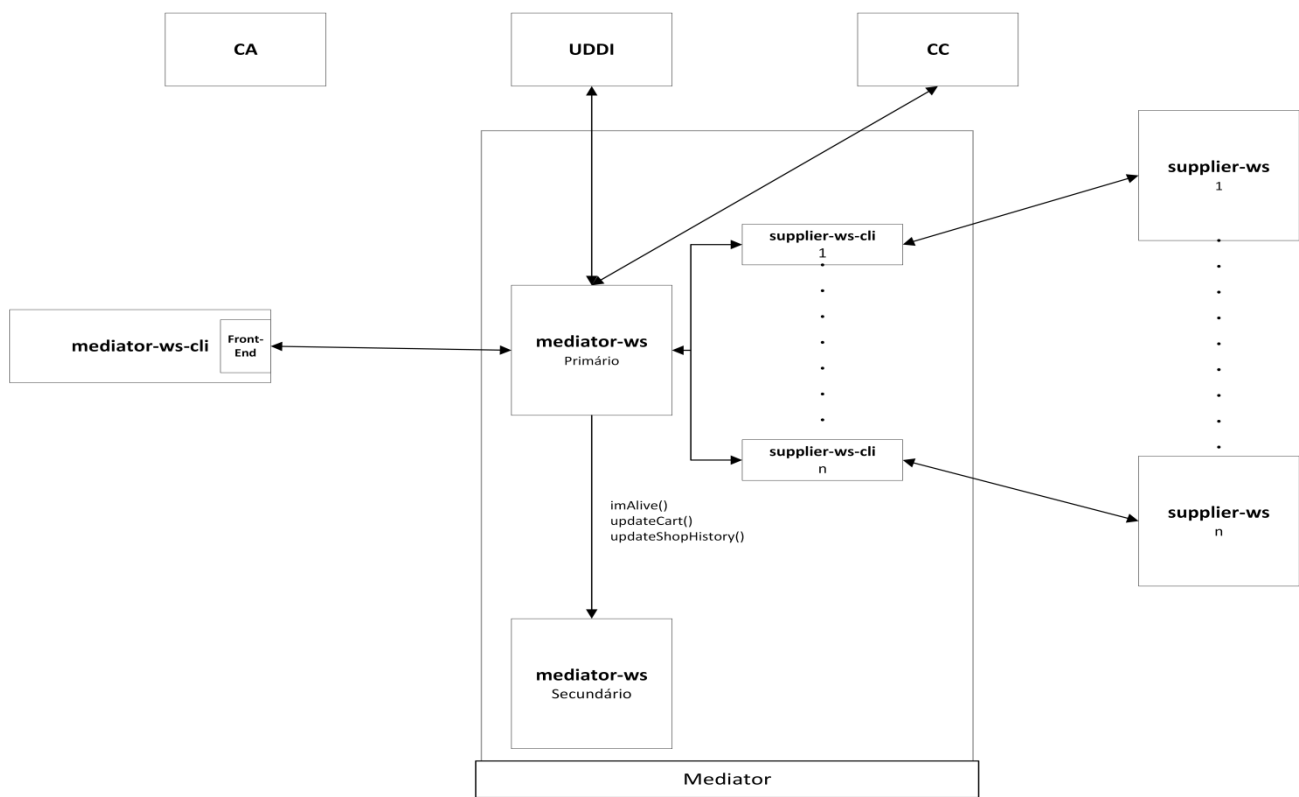 CA
UDDI
CC
supplier-ws
1
supplier-ws-cli
1
mediator-ws-cli
Front-
End
mediator-ws
Primário
supplier-ws-cli
n
supplier-ws
n
imAlive()
updateCart()
updateShopHistory()
mediator-ws
Secundário
Mediator